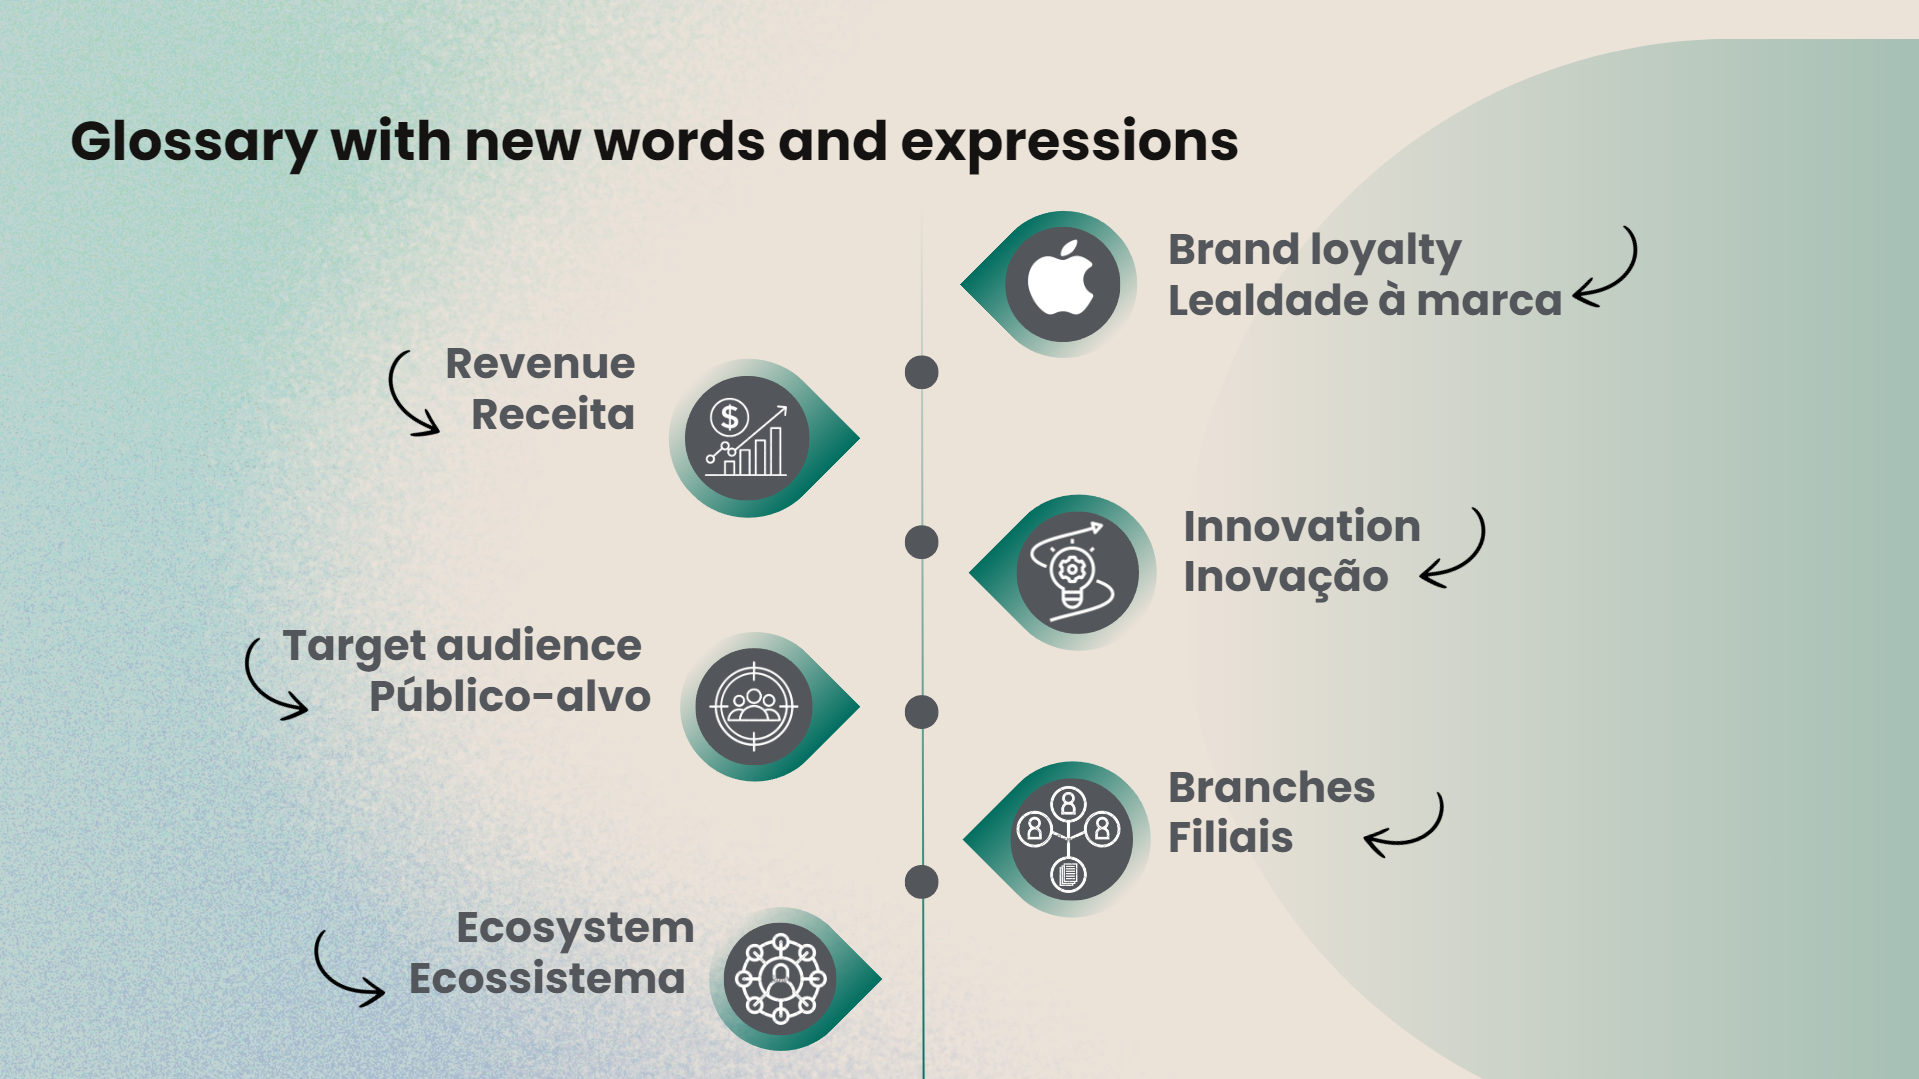 Glossary with new words and expressions
Brand loyalty
Lealdade à marca
Revenue
Receita
Innovation
Inovação
Target audience
Público-alvo
Branches
Filiais
Ecosystem
Ecossistema
$